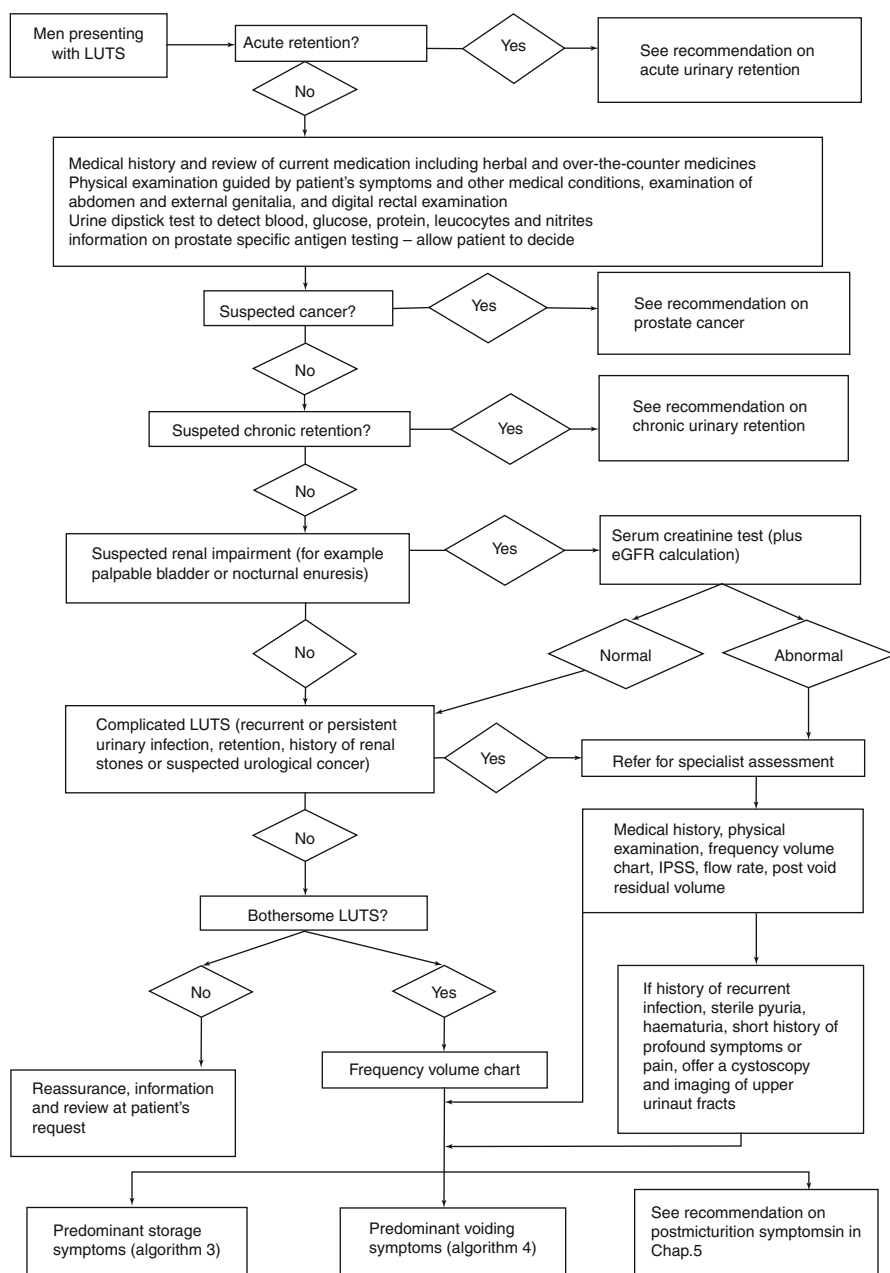 Men presenting
with LUTS
Acute retention?
Yes
See recommendation on
acute urinary retention
No
Medical history and review of current medication including herbal and over-the-counter medicines
Physical examination guided by patient's symptoms and other medical conditions, examination of
abdomen and external genitalia, and digital rectal examination
Urine dipstick test to detect blood, glucose, protein, leucocytes and nitrites
information on prostate specific antigen testing – allow patient to decide
Suspected cancer?
Yes
See recommendation on
prostate cancer
No
Suspeted chronic retention?
Yes
See recommendation on
chronic urinary retention
No
Suspected renal impairment (for example
palpable bladder or nocturnal enuresis)
Yes
Serum creatinine test (plus
eGFR calculation)
No
Normal
Abnormal
Complicated LUTS (recurrent or persistent
urinary infection, retention, history of renal
stones or suspected urological concer)
Yes
Refer for specialist assessment
No
Medical history, physical
examination, frequency volume
chart, IPSS, flow rate, post void
residual volume
Bothersome LUTS?
No
Yes
If history of recurrent
infection, sterile pyuria,
haematuria, short history of
profound symptoms or
pain, offer a cystoscopy
and imaging of upper
urinaut fracts
Reassurance, information
and review at patient's
request
Frequency volume chart
Predominant storage
symptoms (algorithm 3)
Predominant voiding
symptoms (algorithm 4)
See recommendation on
postmicturition symptomsin in
Chap.5